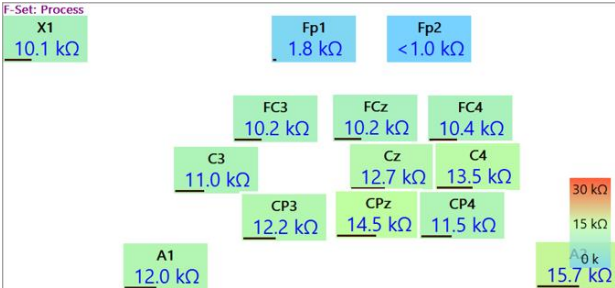 F-Set: Process
X1
10.1 kΩ
Fp1
1.8 kΩ
Fp2
<1.0 kΩ
FC3
10.2 kΩ
FCz
10.2 kΩ
FC4
10.4 kΩ
C3
11.0 kΩ
Cz
12.7 kΩ
C4
13.5 kΩ
CP3
12.2 kΩ
CPz
14.5 kΩ
CP4
11.5 kΩ
A1
12.0 kΩ
A2
15.7 kΩ
30 kΩ
15 kΩ
0 k